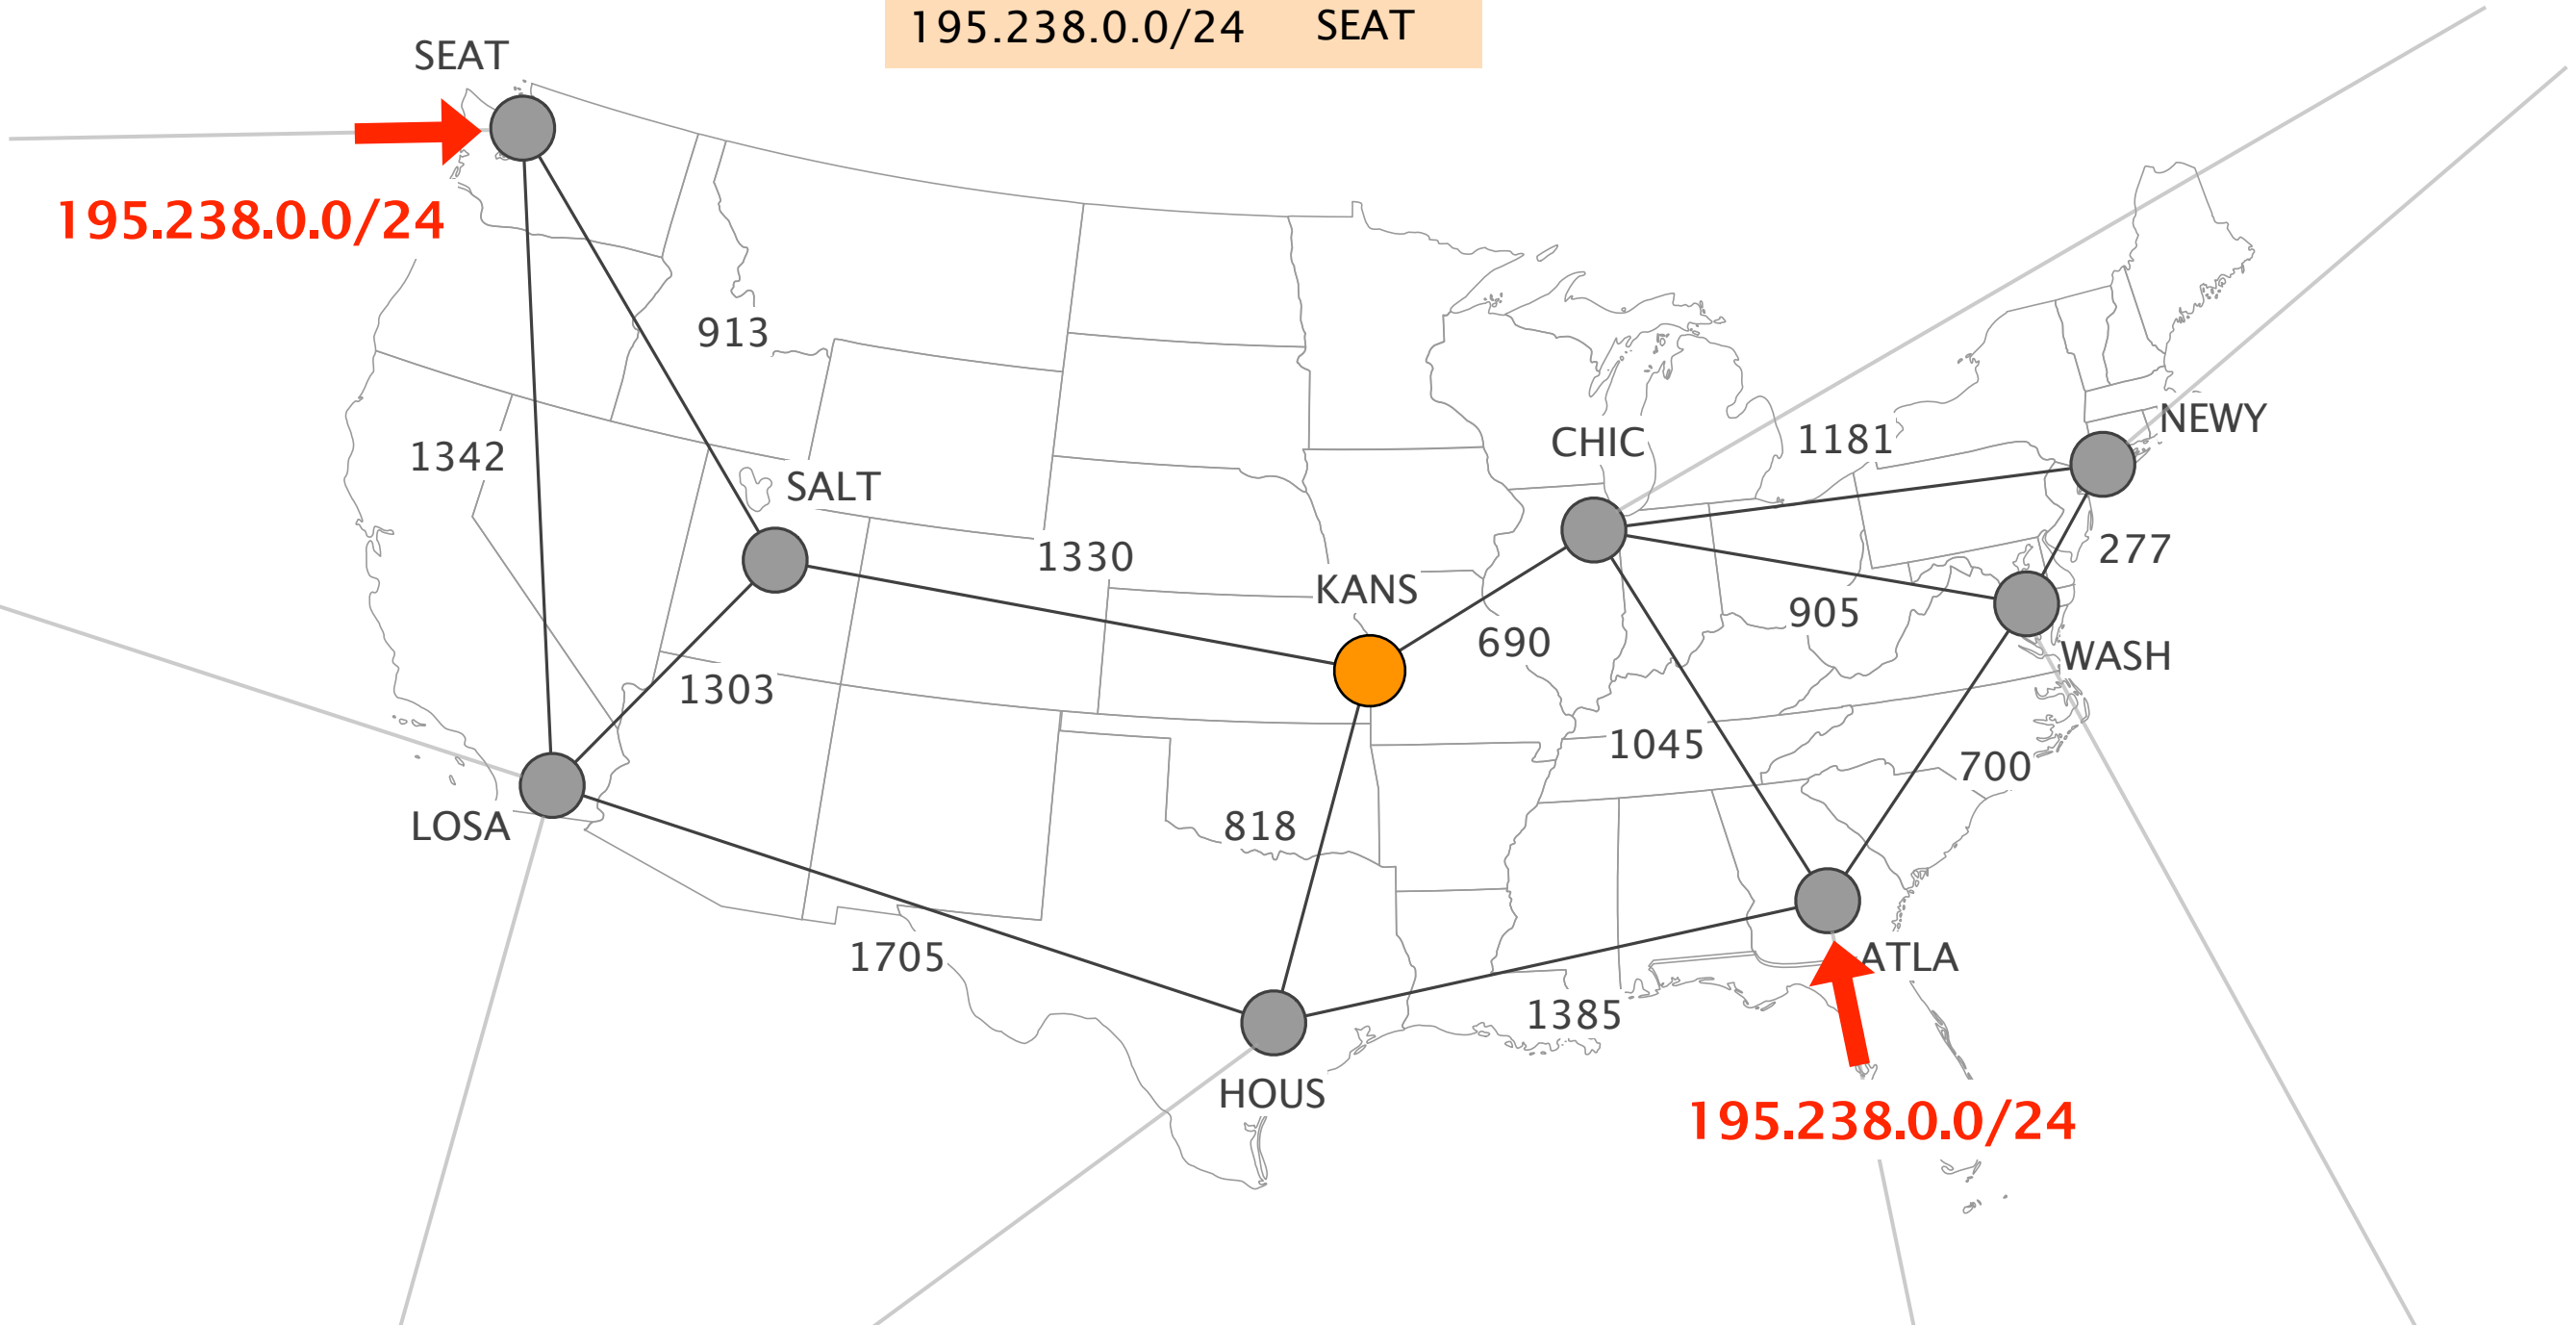 195.238.0.0/24 SEAT
SEAT
195.238.0.0/24
913
1342
SALT
CHIC
1181
NEWY
1330
277
KANS
905
690
WASH
1303
1045
700
LOSA
818
1705
ATLA
1385
HOUS
195.238.0.0/24